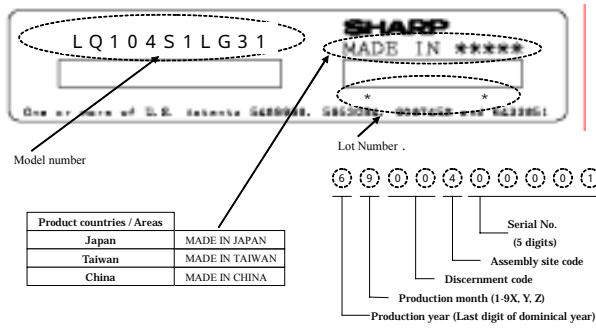 SHARP
LQ104S1LG31
MADE IN *****
* *
One or more of U.S.
Model number
Lot Number .
6 9 0 0 4 0 0 0 0 1
Product countries / Areas
Japan MADE IN JAPAN
Taiwan MADE IN TAIWAN
China MADE IN CHINA
Serial No.
(5 digits)
Assembly site code
Discernment code
Production month (1-9X, Y, Z)
Production year (Last digit of dominical year)